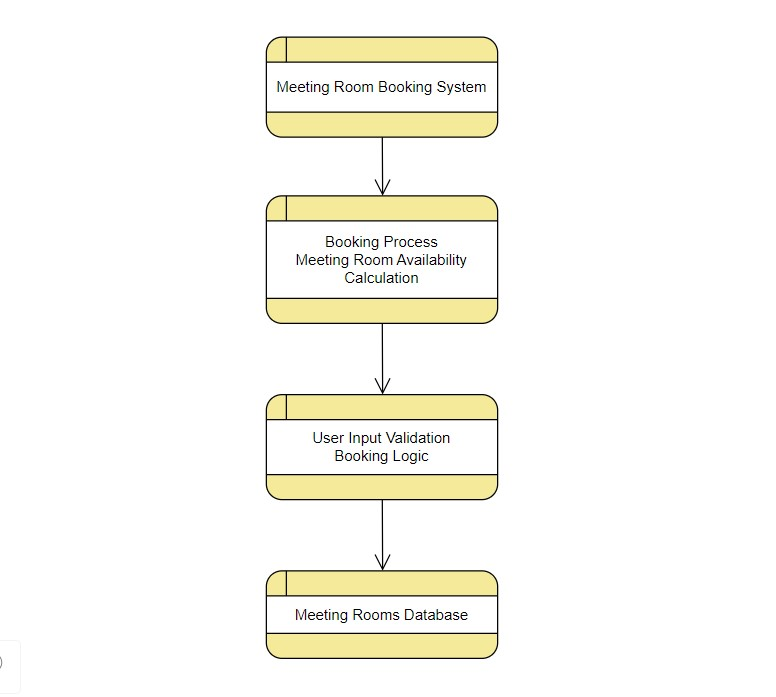 Meeting Room Booking System
Booking Process
Meeting Room Availability
Calculation
User Input Validation
Booking Logic
Meeting Rooms Database